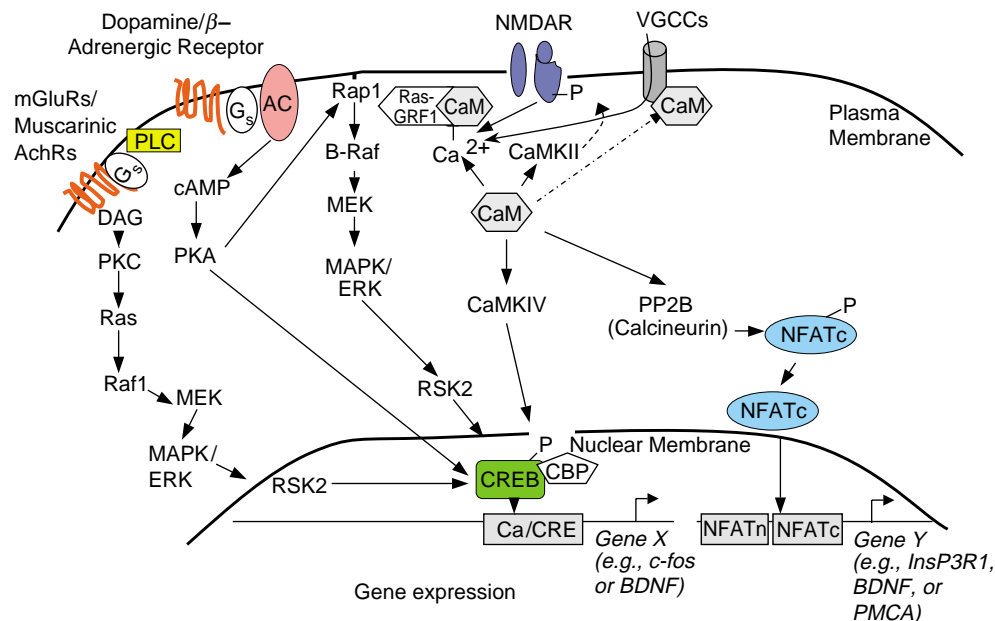 Dopamine/β–
Adrenergic Receptor
NMDAR
VGCCs
mGluRs/
Muscarinic
AchRs
PLC
Gs
Gs
AC
Rap1
Ras-
GRF1
CaM
P
CaM
Plasma
Membrane
B-Raf
Ca 2+
CaMKII
cAMP
MEK
CaM
DAG
PKC
PKA
MAPK/
ERK
CaMKIV
PP2B
(Calcineurin)
P
NFATc
Ras
Raf1
MEK
RSK2
NFATc
MAPK/
ERK
RSK2
P
Nuclear Membrane
CREB
CBP
Ca/CRE
Gene X
(e.g., c-fos
or BDNF)
NFATn
NFATc
Gene Y
(e.g., InsP3R1,
BDNF, or
PMCA)
Gene expression